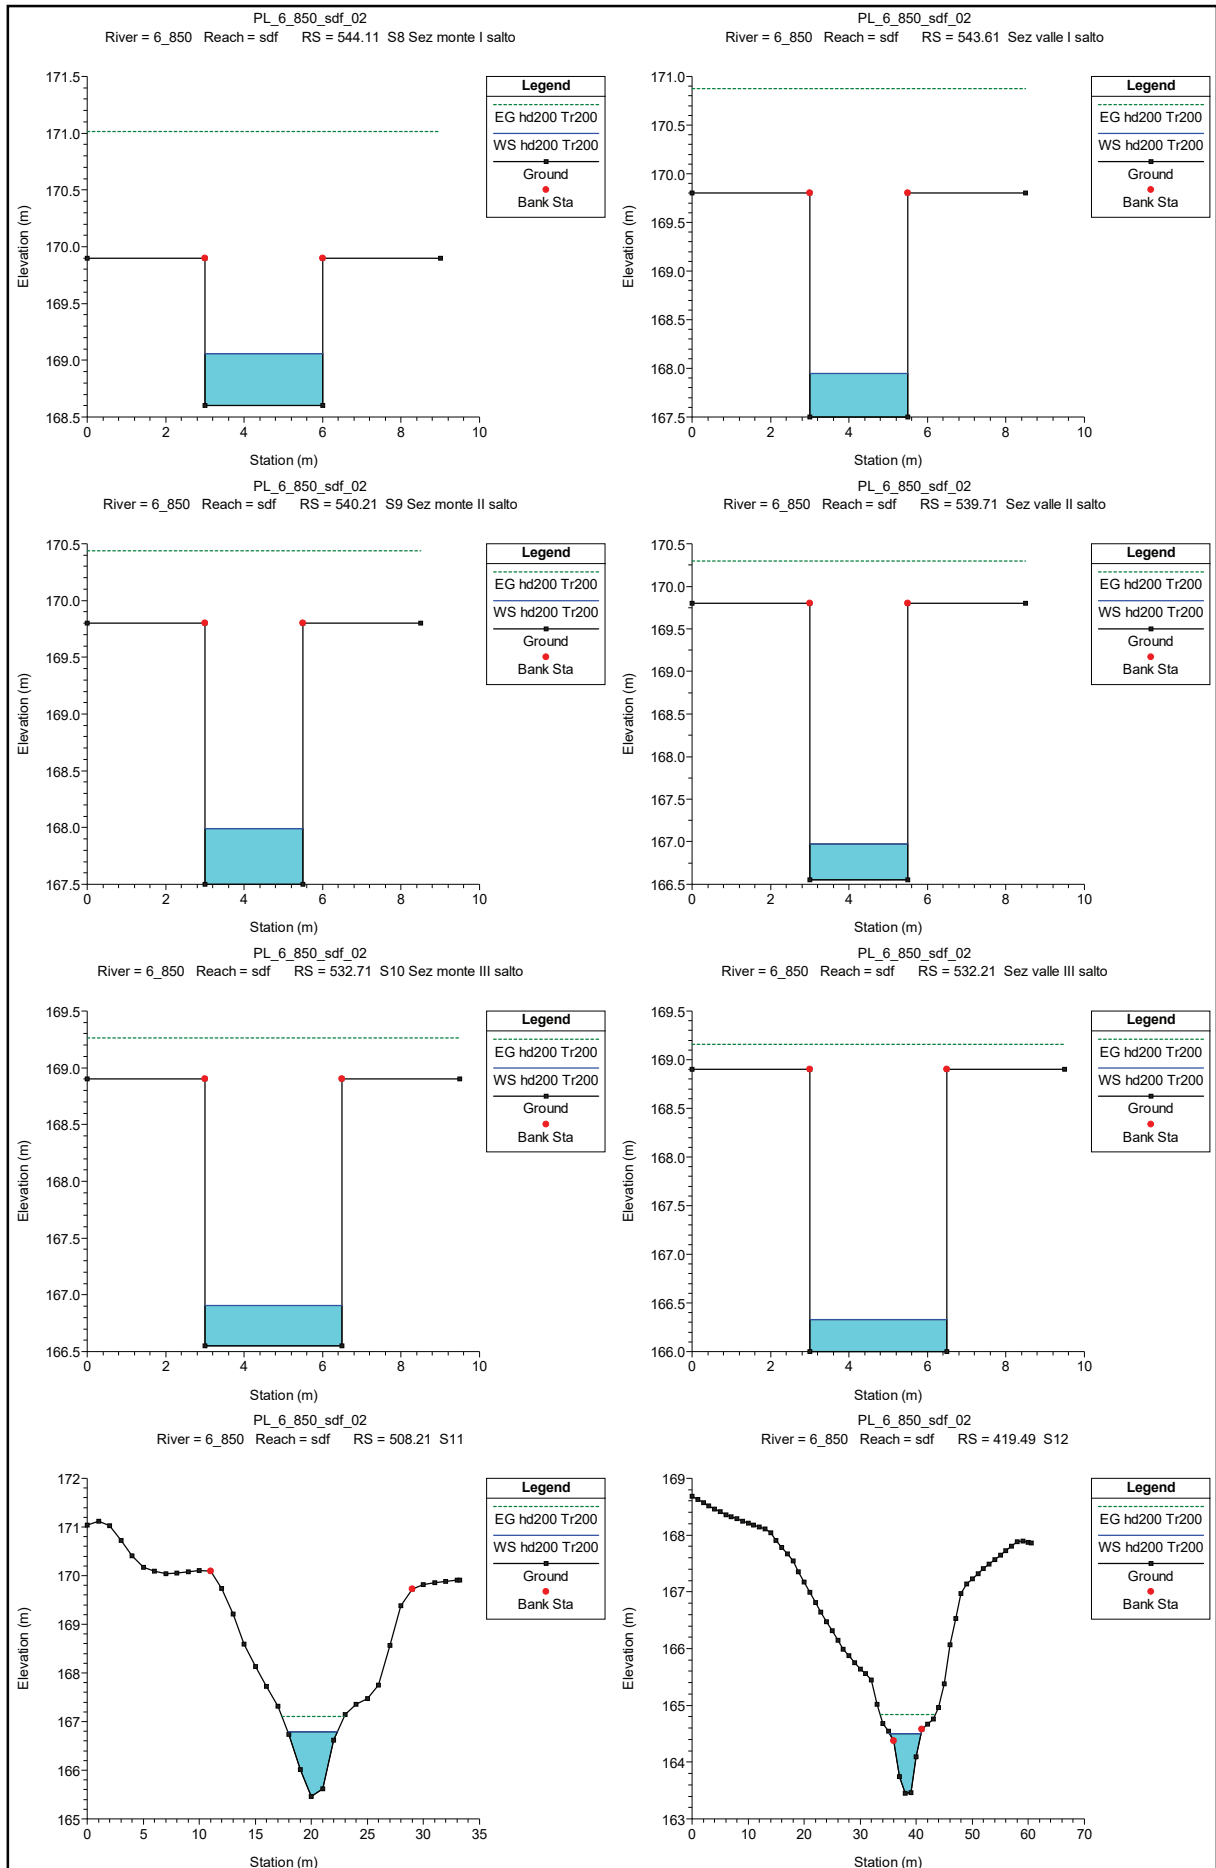 PL_6_850_sdf_02
River = 6_850 Reach = sdf RS = 544.11 S8 Sez monte I salto
171.5
171.0
170.5
170.0
169.5
169.0
168.5
0 2 4 6 8 10
Station (m)
Elevation (m)
Legend
EG hd200 Tr200
WS hd200 Tr200
Ground
Bank Sta
PL_6_850_sdf_02
River = 6_850 Reach = sdf RS = 543.61 Sez valle I salto
171.0
170.5
170.0
169.5
169.0
168.5
168.0
167.5
0 2 4 6 8 10
Station (m)
Elevation (m)
Legend
EG hd200 Tr200
WS hd200 Tr200
Ground
Bank Sta
PL_6_850_sdf_02
River = 6_850 Reach = sdf RS = 540.21 S9 Sez monte II salto
170.5
170.0
169.5
169.0
168.5
168.0
167.5
0 2 4 6 8 10
Station (m)
Elevation (m)
Legend
EG hd200 Tr200
WS hd200 Tr200
Ground
Bank Sta
PL_6_850_sdf_02
River = 6_850 Reach = sdf RS = 539.71 Sez valle II salto
170.5
170.0
169.5
169.0
168.5
168.0
167.5
167.0
166.5
0 2 4 6 8 10
Station (m)
Elevation (m)
Legend
EG hd200 Tr200
WS hd200 Tr200
Ground
Bank Sta
PL_6_850_sdf_02
River = 6_850 Reach = sdf RS = 532.71 S10 Sez monte III salto
169.5
169.0
168.5
168.0
167.5
167.0
166.5
0 2 4 6 8 10
Station (m)
Elevation (m)
Legend
EG hd200 Tr200
WS hd200 Tr200
Ground
Bank Sta
PL_6_850_sdf_02
River = 6_850 Reach = sdf RS = 532.21 Sez valle III salto
169.5
169.0
168.5
168.0
167.5
167.0
166.5
166.0
0 2 4 6 8 10
Station (m)
Elevation (m)
Legend
EG hd200 Tr200
WS hd200 Tr200
Ground
Bank Sta
PL_6_850_sdf_02
River = 6_850 Reach = sdf RS = 508.21 S11
172
171
170
169
168
167
166
165
0 5 10 15 20 25 30 35
Station (m)
Elevation (m)
Legend
EG hd200 Tr200
WS hd200 Tr200
Ground
Bank Sta
PL_6_850_sdf_02
River = 6_850 Reach = sdf RS = 419.49 S12
169
168
167
166
165
164
163
0 10 20 30 40 50 60 70
Station (m)
Elevation (m)
Legend
EG hd200 Tr200
WS hd200 Tr200
Ground
Bank Sta